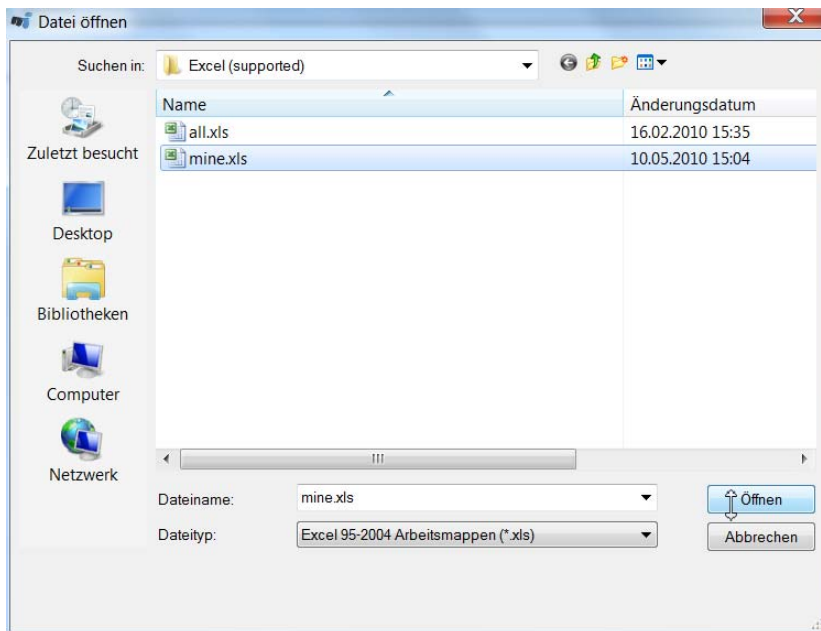 Datei öffnen
Suchen in: Excel (supported)
Name Änderungsdatum
all.xls 16.02.2010 15:35
mine.xls 10.05.2010 15:04
Zuletzt besucht
Desktop
Bibliotheken
Computer
Netzwerk
Dateiname: mine.xls Öffnen
Dateityp: Excel 95-2004 Arbeitsmappen (*.xls) Abbrechen